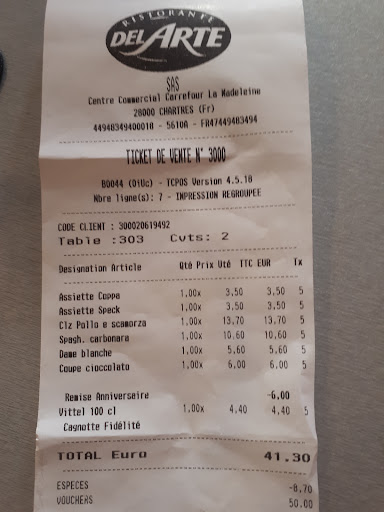 RISTORANTE
DEL ARTE
SAS
Centre Commercial Carrefour La Madeleine
28000 CHARTRES (Fr)
44948349400018 - 5610A - FR47449483494
TICKET DE VENTE N° 3000
B0044 (OiUc) - TCPOS Version 4.5.18
Nbre ligne(s): 7 - IMPRESSION REGROUPEE
CODE CLIENT : 300020619492
Table :303 Cvts: 2
Designation Article Qté Prix Uté TTC EUR Tx
Assiette Coppa 1,00x 3,50 3,50 5
Assiette Speck 1,00x 3,50 3,50 5
Clz Pollo e scamorza 1,00x 13,70 13,70 5
Spagh. carbonara 1,00x 10,60 10,60 5
Dame blanche 1,00x 5,60 5,60 5
Coupe cioccolato 1,00x 6,00 6,00 5
Remise Anniversaire -6,00
Vittel 100 cl 1,00x 4,40 4,40 5
Cagnotte Fidélité
TOTAL Euro 41.30
ESPECES -8,70
VOUCHERS 50,00